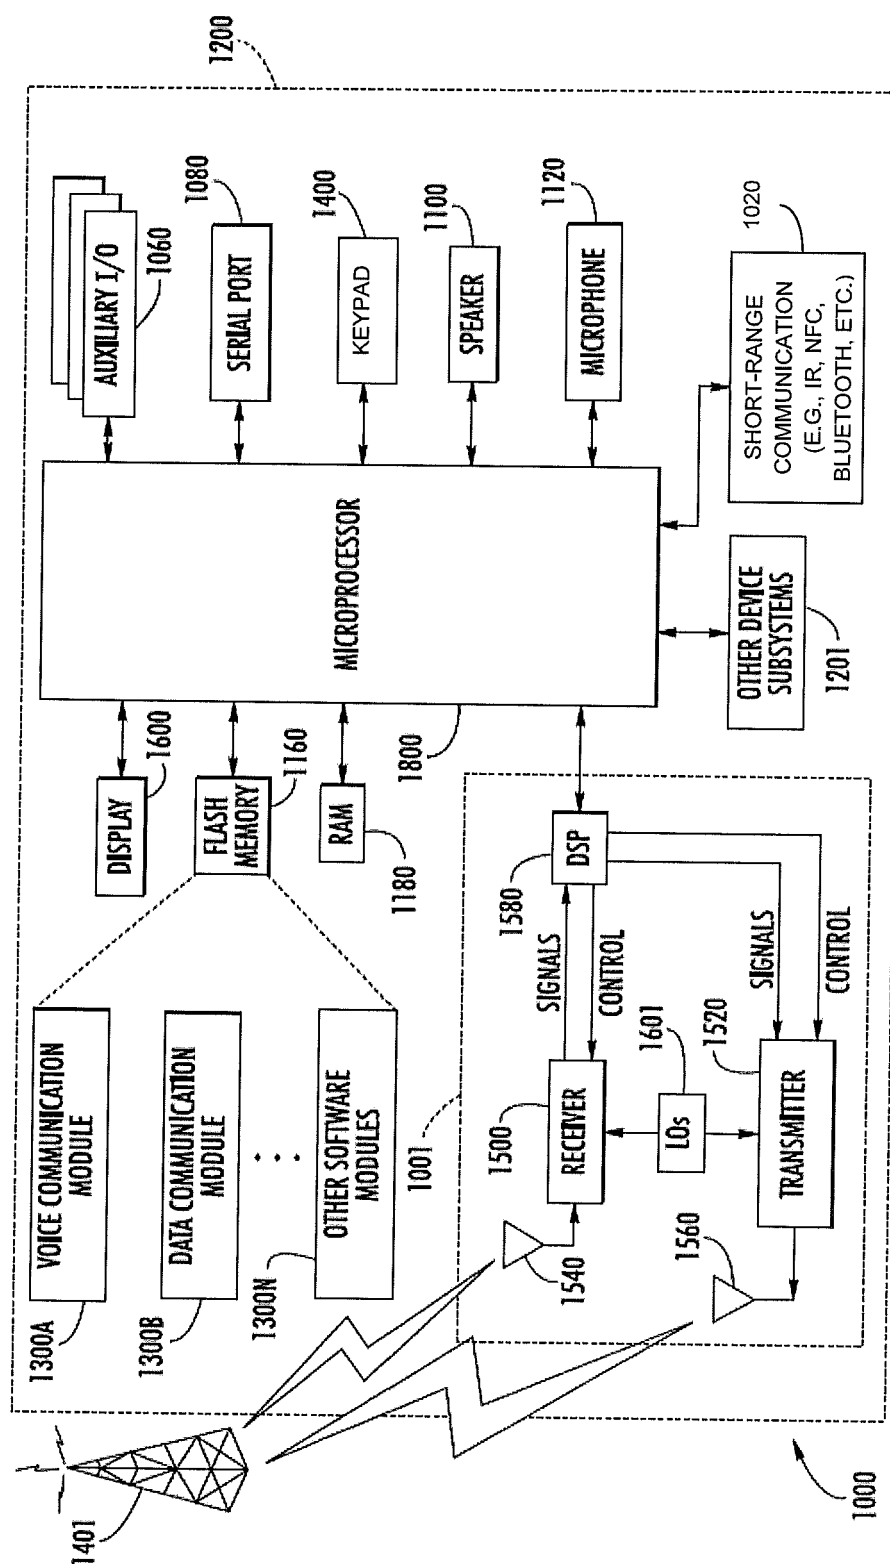 1200
AUXILIARY I/O
1060
SERIAL PORT
1080
KEYPAD
1400
SPEAKER
1100
MICROPHONE
1120
SHORT-RANGE
COMMUNICATION
(E.G., IR, NFC,
BLUETOOTH, ETC.)
1020
MICROPROCESSOR
1800
OTHER DEVICE
SUBSYSTEMS
1201
DISPLAY
1600
FLASH
MEMORY
1160
RAM
1180
VOICE COMMUNICATION
MODULE
1300A
DATA COMMUNICATION
MODULE
1300B
OTHER SOFTWARE
MODULES
1300N
1001
DSP
1580
SIGNALS
CONTROL
SIGNALS
CONTROL
RECEIVER
1500
LOs
1601
TRANSMITTER
1520
1540
1560
1401
1000